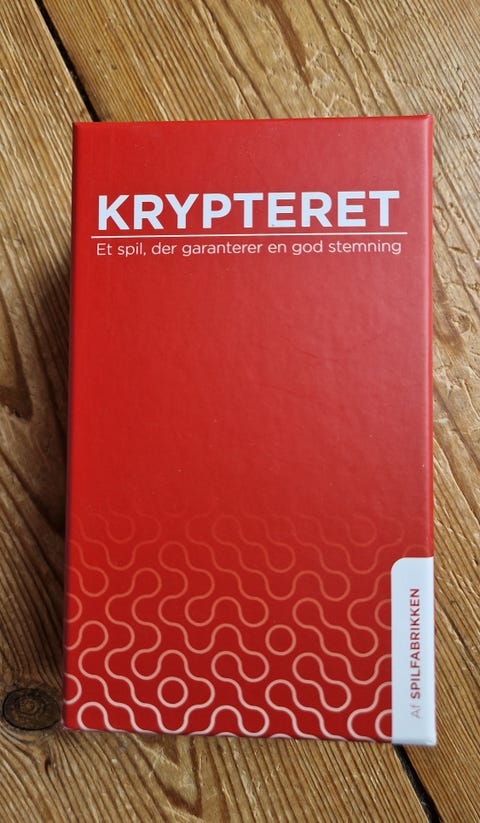 KRYPTERET
Et spil, der garanterer en god stemning
Af SPILFABRIKKEN